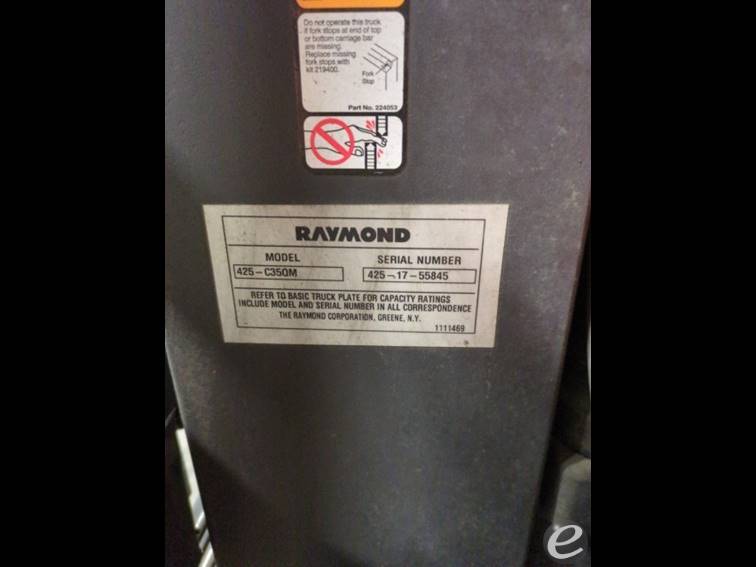 Do not operate this truck
if fork stops at end of top
or bottom carriage bar
are missing.
Replace missing
fork stops with
kit 219400.
Fork
Stop
Part No. 224053
RAYMOND
MODEL
SERIAL NUMBER
425-C35QM
425-17-55845
REFER TO BASIC TRUCK PLATE FOR CAPACITY RATINGS
INCLUDE MODEL AND SERIAL NUMBER IN ALL CORRESPONDENCE
THE RAYMOND CORPORATION, GREENE, N.Y.
1111469
e